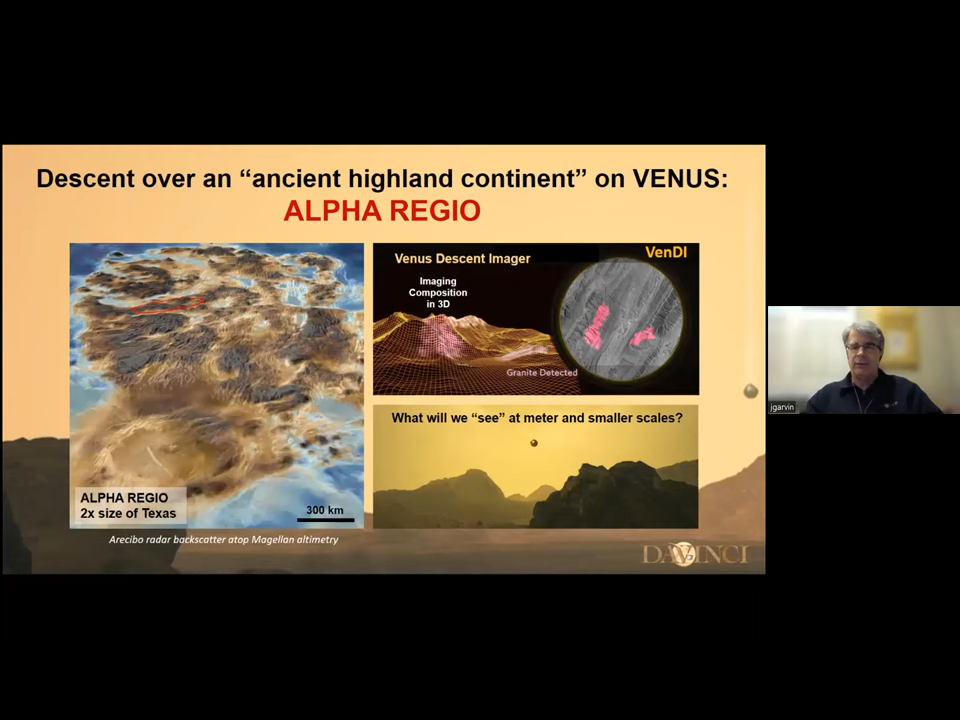 Descent over an “ancient highland continent” on VENUS:
ALPHA REGIO
Venus Descent Imager
VenDI
Imaging
Composition
in 3D
Granite Detected
What will we “see” at meter and smaller scales?
ALPHA REGIO
2x size of Texas
300 km
Arecibo radar backscatter atop Magellan altimetry
DAVINCI
jgarvin